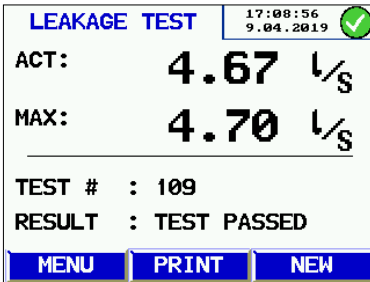 LEAKAGE TEST
17:08:56
9.04.2019
ACT: 4.67 l/s
MAX: 4.70 l/s
TEST # : 109
RESULT : TEST PASSED
MENU PRINT NEW